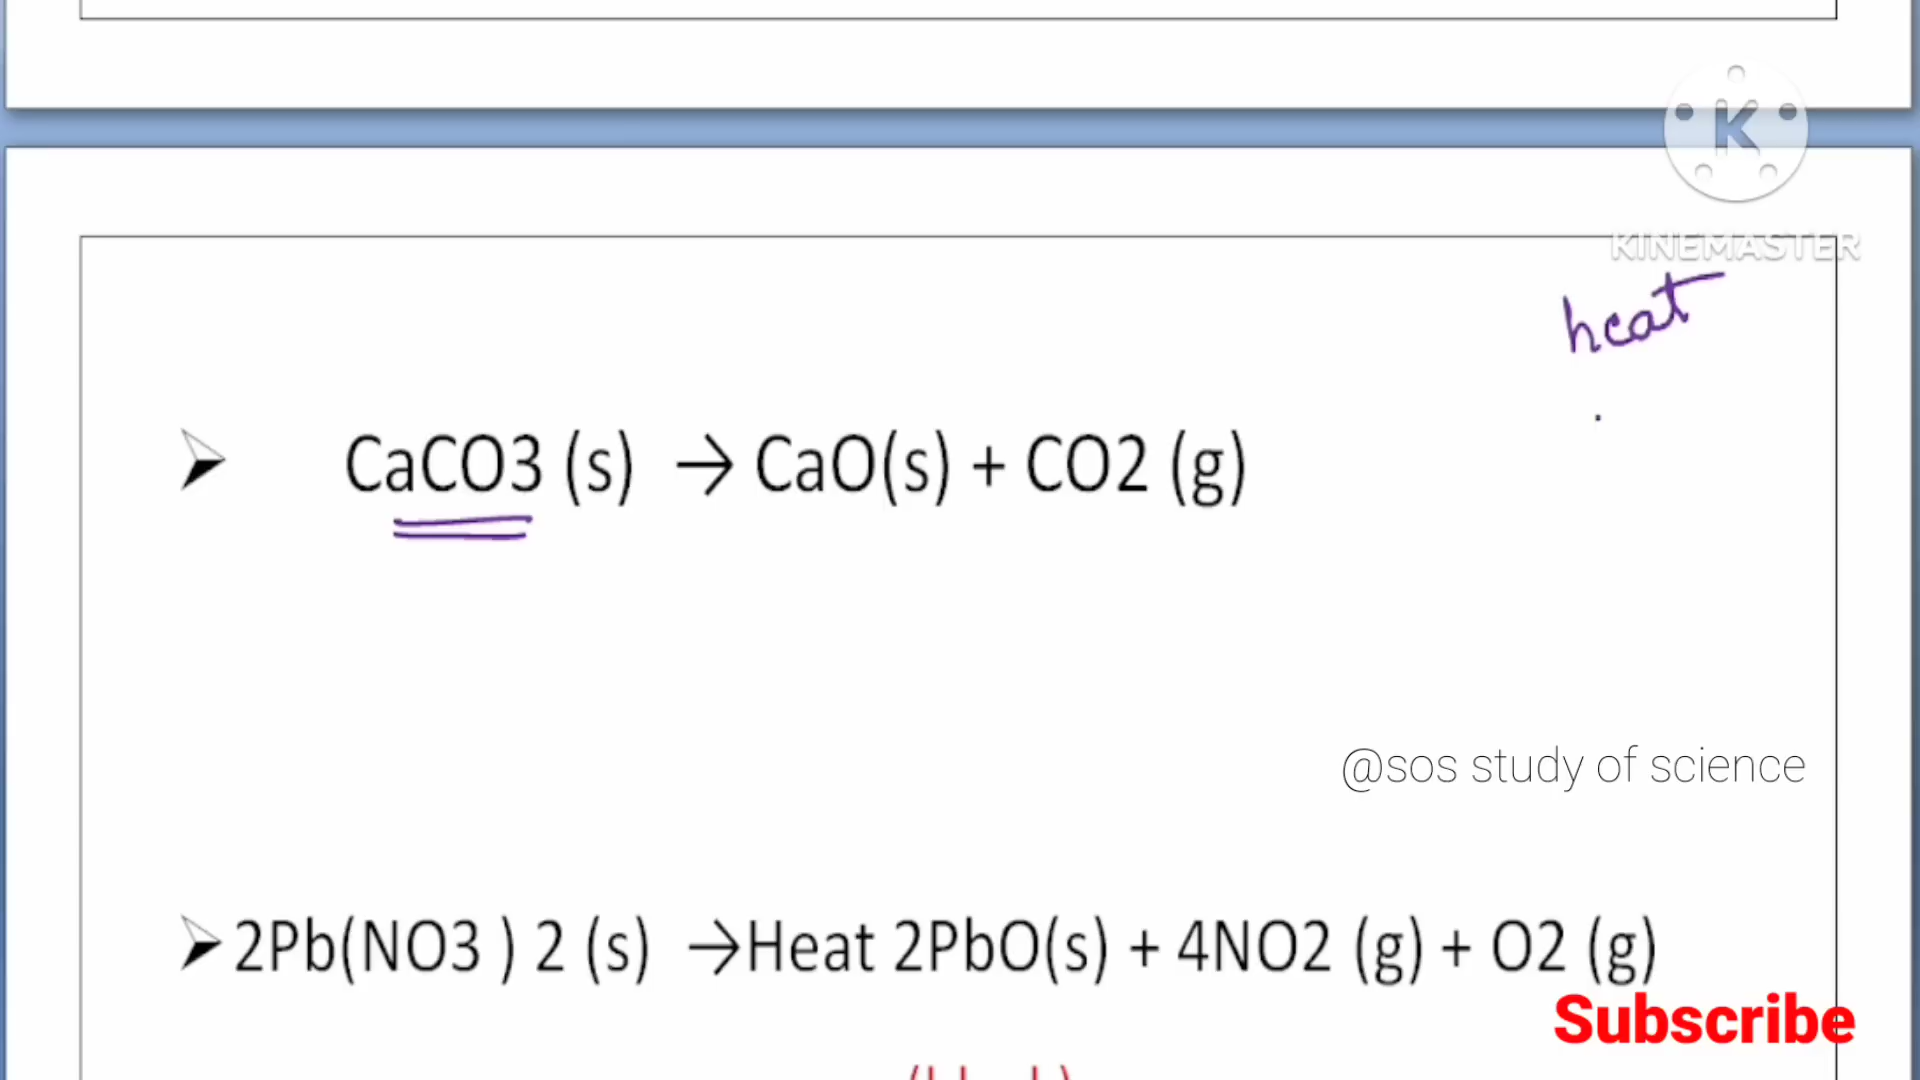 KINEMASTER
heat
CaCO3 (s) → CaO(s) + CO2 (g)
@sos study of science
2Pb(NO3 ) 2 (s) →Heat 2PbO(s) + 4NO2 (g) + O2 (g)
Subscribe